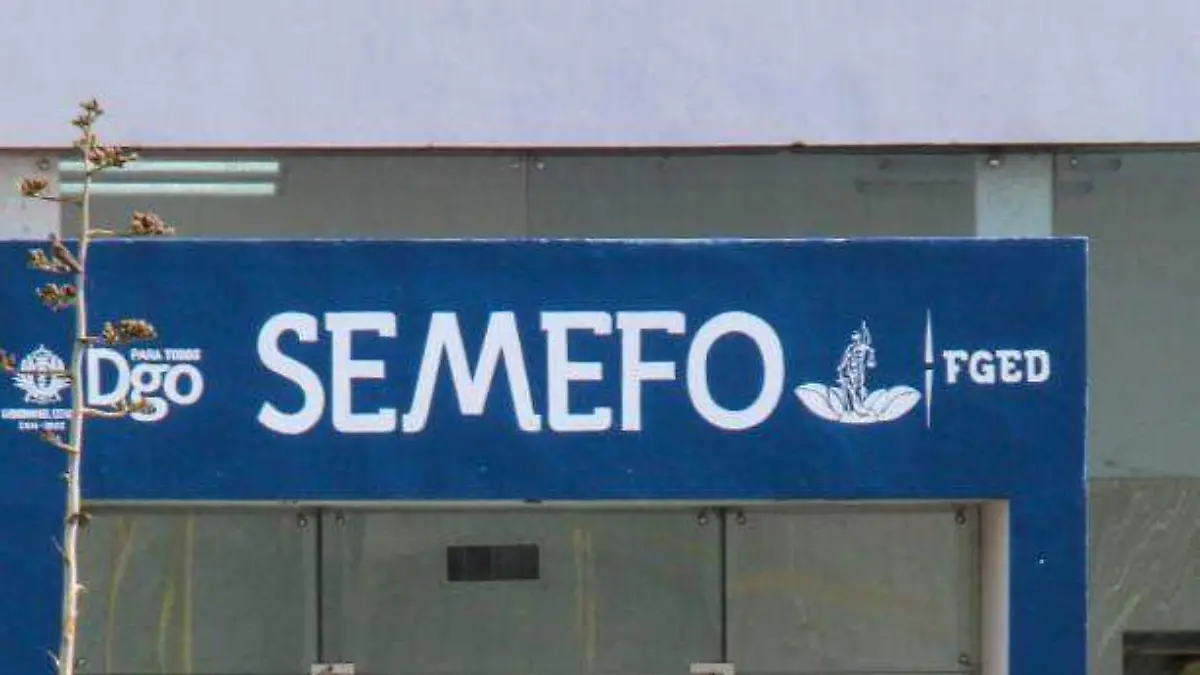 PARA TODOS
Dgo
SEMEFO
FGED